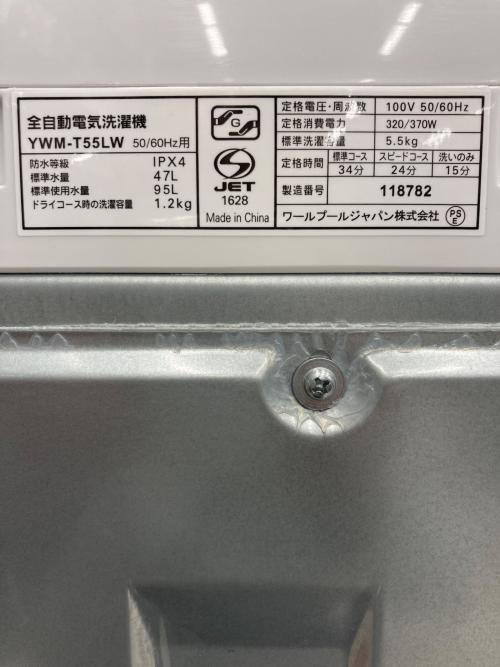 全自動電気洗濯機
YWM-T55LW 50/60Hz用
防水等級 IPX4
標準水量 47L
標準使用水量 95L
ドライコース時の洗濯容量 1.2kg
G
S
JET
1628
Made in China
定格電圧・周波数 100V 50/60Hz
定格消費電力 320/370W
標準洗濯容量 5.5kg
定格時間 標準コース スピードコース 洗いのみ
34分 24分 15分
製造番号 118782
ワールプールジャパン株式会社 PSE